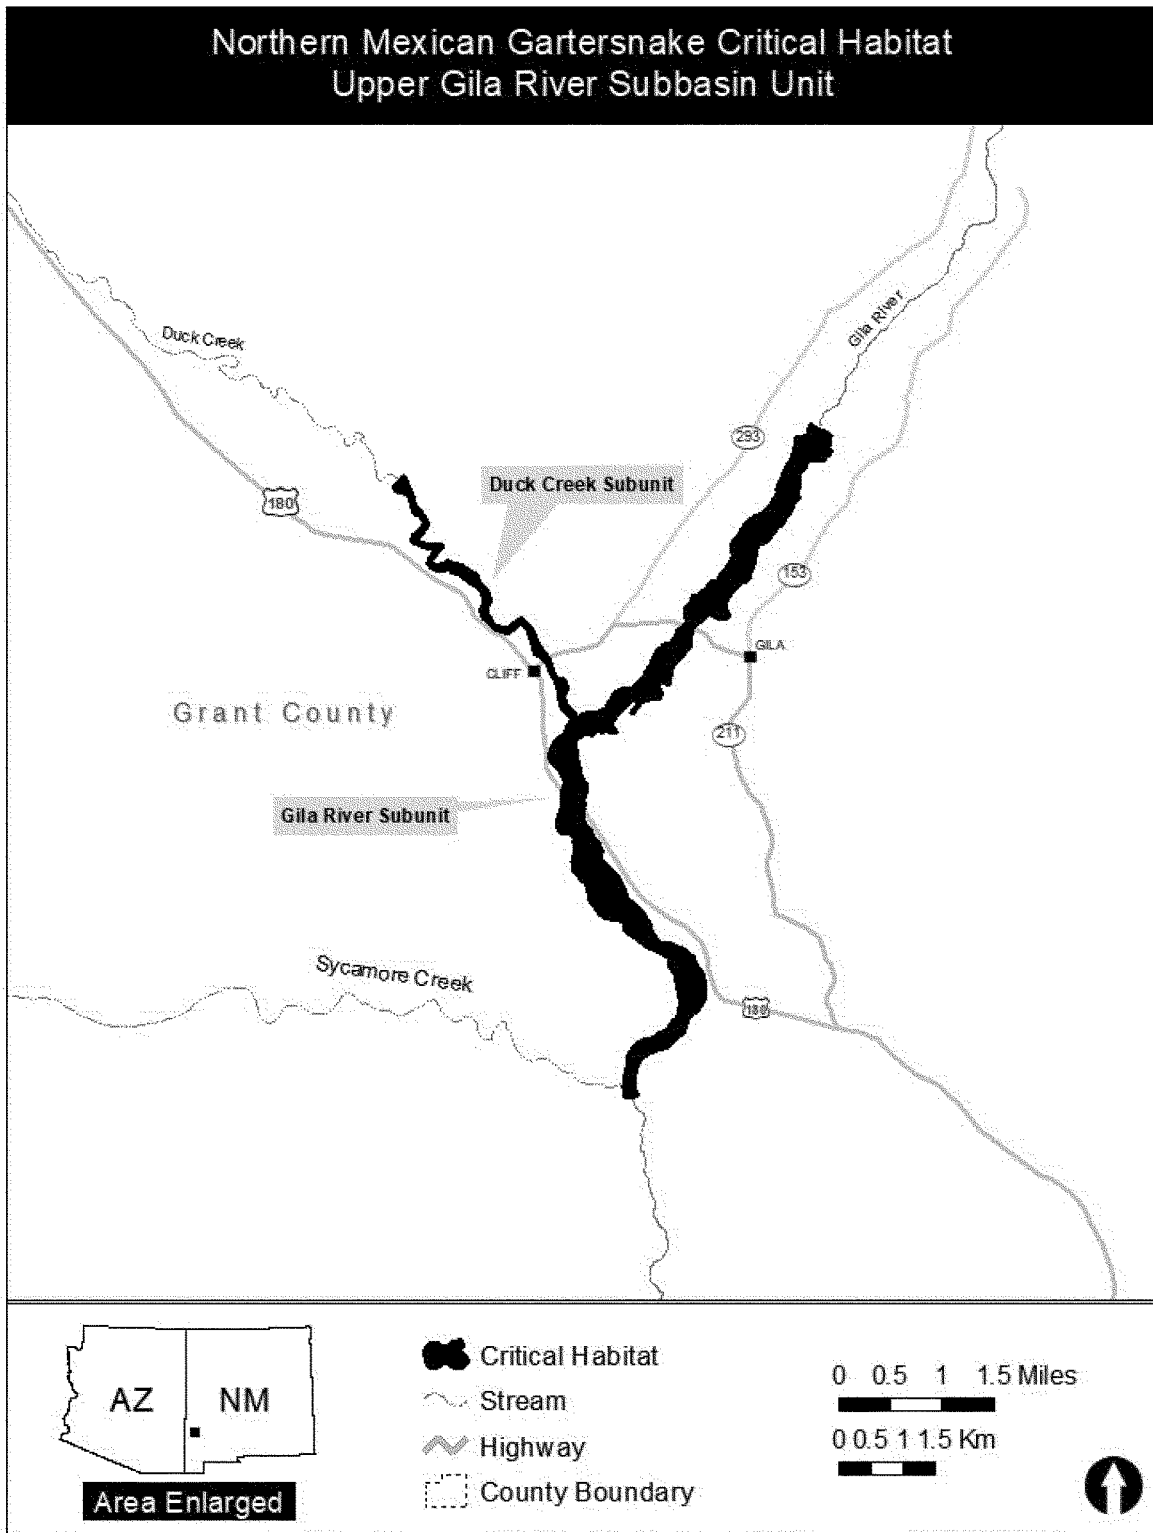 Northern Mexican Gartersnake Critical Habitat
Upper Gila River Subbasin Unit
Duck Creek
Gila River
293
Duck Creek Subunit
180
153
GILA
CLIFF
Grant County
211
Gila River Subunit
Sycamore Creek
180
AZ
NM
Area Enlarged
Critical Habitat
Stream
Highway
County Boundary
0 0.5 1 1.5 Miles
0 0.5 1 1.5 Km